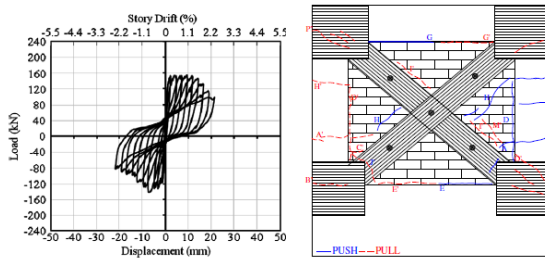 Story Drift (%)
-5.5 -4.4 -3.3 -2.2 -1.1 0 1.1 2.2 3.3 4.4 5.5
240
200
160
120
80
40
0
-40
-80
-120
-160
-200
-240
Load (kN)
-50 -40 -30 -20 -10 0 10 20 30 40 50
Displacement (mm)
G G'
F'
H' H
D
M'
A'
C'
B E' E
PUSH PULL